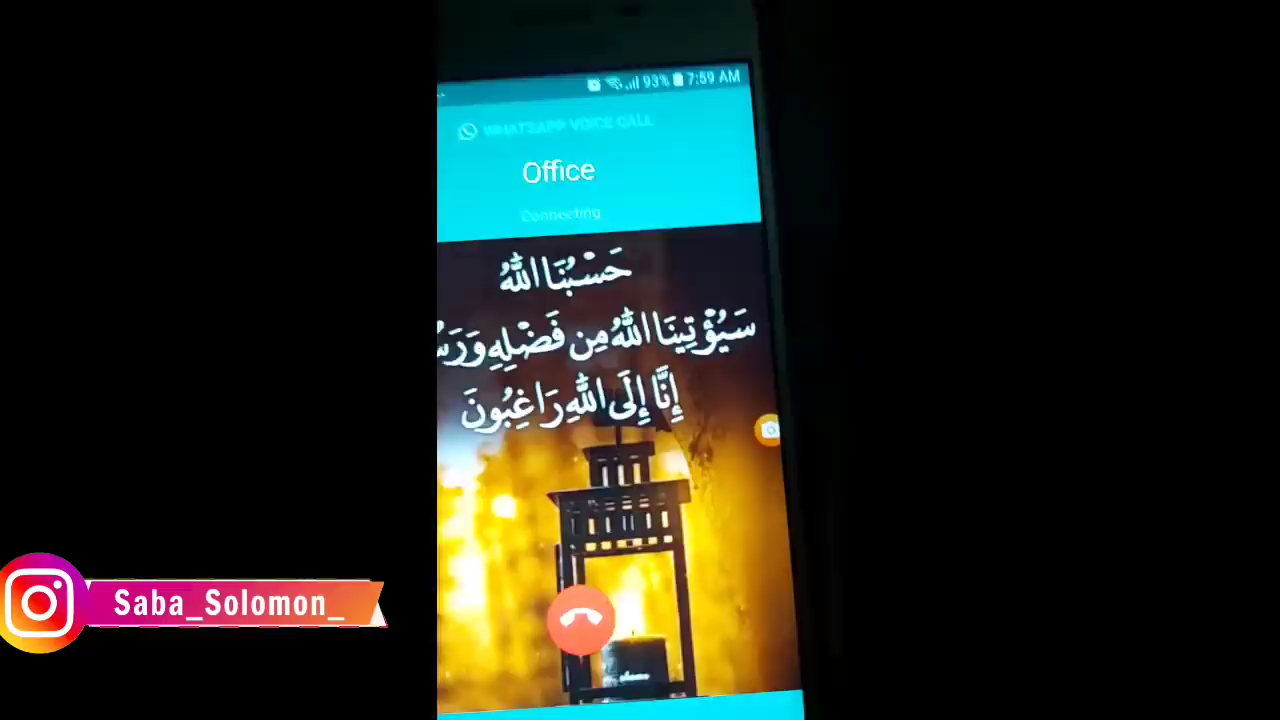 93% 7:59 AM
WHATSAPP VOICE CALL
Office
Connecting
حَسْبُنَا اللَّهُ
سَيُؤْتِينَا اللَّهُ مِن فَضْلِهِ
إِنَّا إِلَى اللَّهِ رَاغِبُونَ
Saba_Solomon_